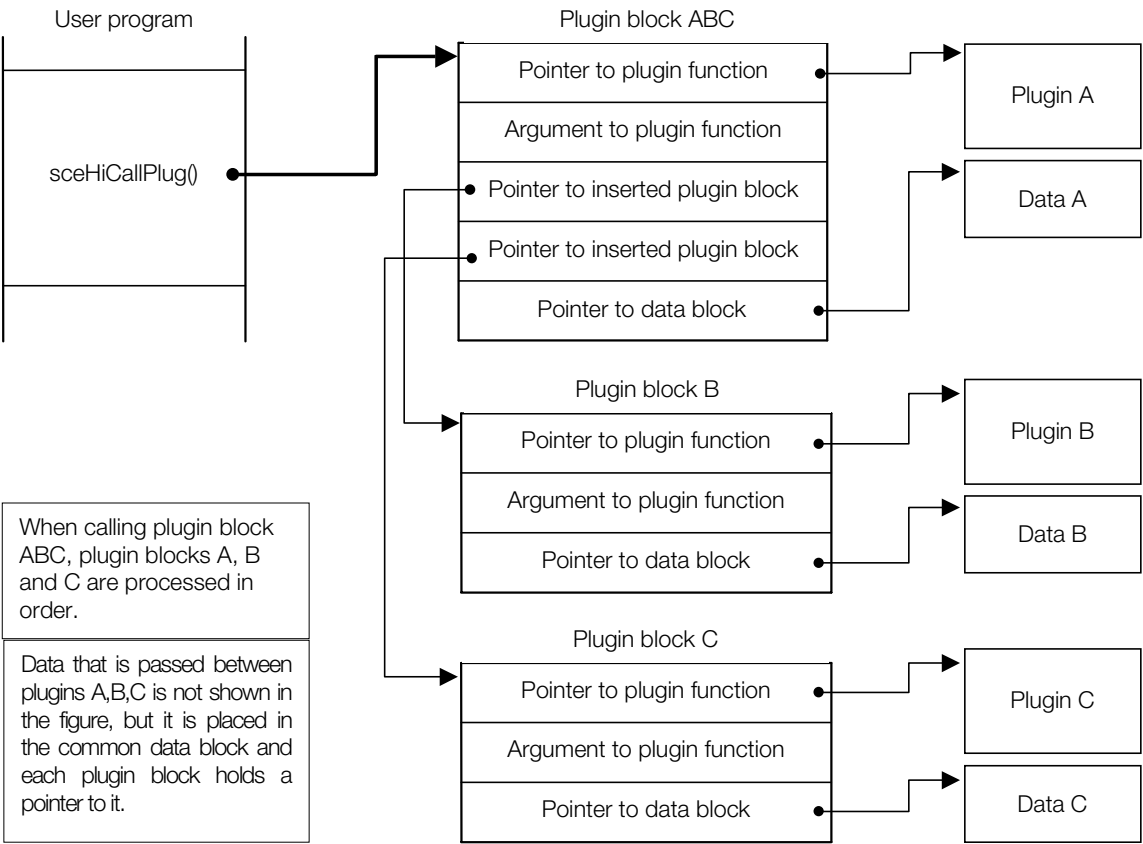 User program
sceHiCallPlug()
Plugin block ABC
Pointer to plugin function
Argument to plugin function
Pointer to inserted plugin block
Pointer to inserted plugin block
Pointer to data block
Plugin A
Data A
Plugin block B
Pointer to plugin function
Argument to plugin function
Pointer to data block
Plugin B
Data B
Plugin block C
Pointer to plugin function
Argument to plugin function
Pointer to data block
Plugin C
Data C
When calling plugin block
ABC, plugin blocks A, B
and C are processed in
order.
Data that is passed between
plugins A,B,C is not shown in
the figure, but it is placed in
the common data block and
each plugin block holds a
pointer to it.